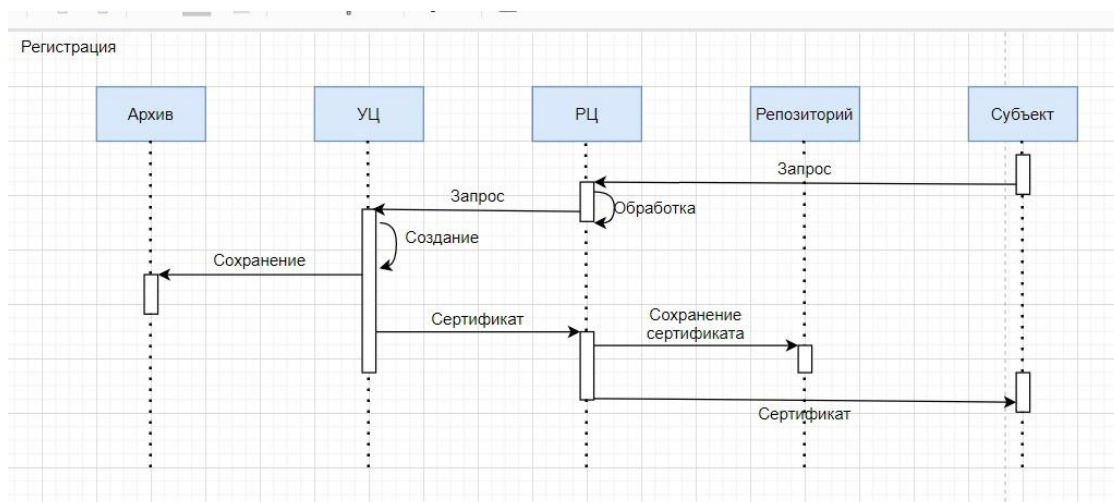 Регистрация
Архив
УЦ
РЦ
Репозиторий
Субъект
Запрос
Запрос
Обработка
Создание
Сохранение
Сертификат
Сохранение
сертификата
Сертификат